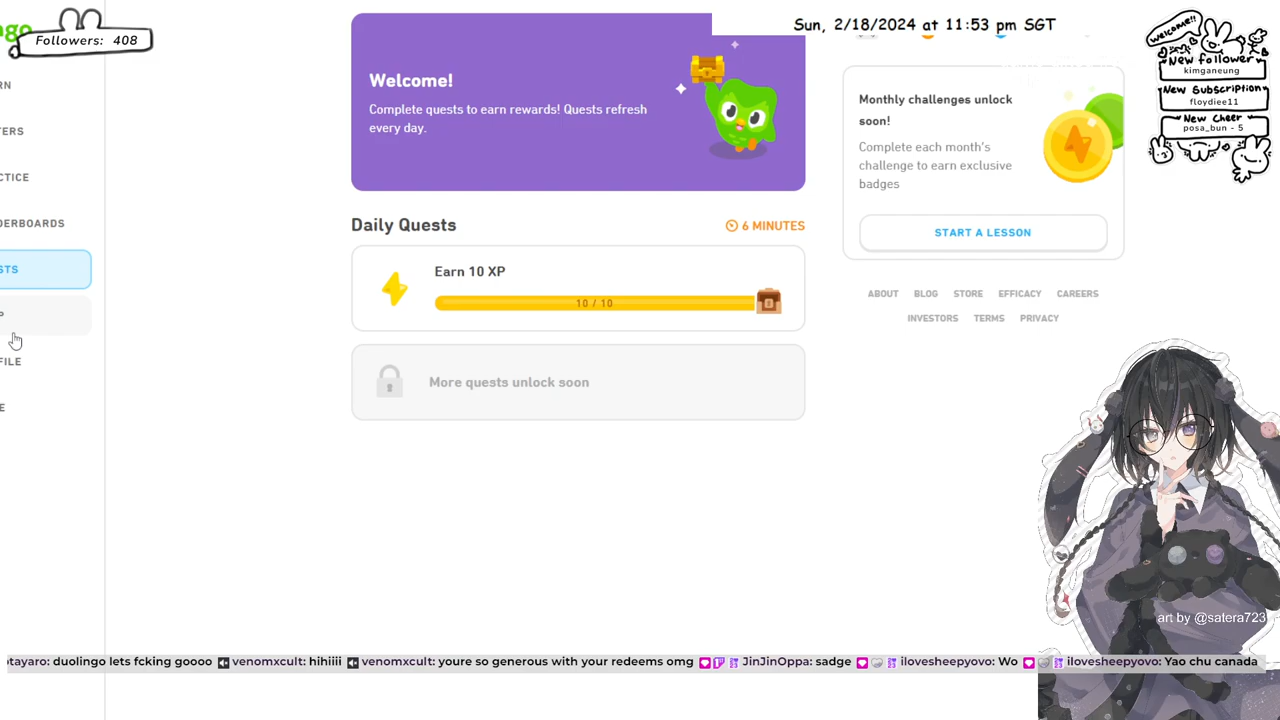 ngo
Followers: 408
Sun, 2/18/2024 at 11:53 pm SGT
welcome!!
New follower
kimganeung
New Subscription
floydiee11
New Cheer
posa_bun - 5
RN
TERS
CTICE
DERBOARDS
STS
P
FILE
E
Welcome!
Complete quests to earn rewards! Quests refresh
every day.
Daily Quests
6 MINUTES
Earn 10 XP
10 / 10
More quests unlock soon
Monthly challenges unlock
soon!
Complete each month's
challenge to earn exclusive
badges
START A LESSON
ABOUT BLOG STORE EFFICACY CAREERS
INVESTORS TERMS PRIVACY
art by @satera723
otayaro: duolingo lets fcking goooo venomxcult: hihiiii venomxcult: youre so generous with your redeems omg JinJinOppa: sadge ilovesheepyovo: Wo ilovesheepyovo: Yao chu canada